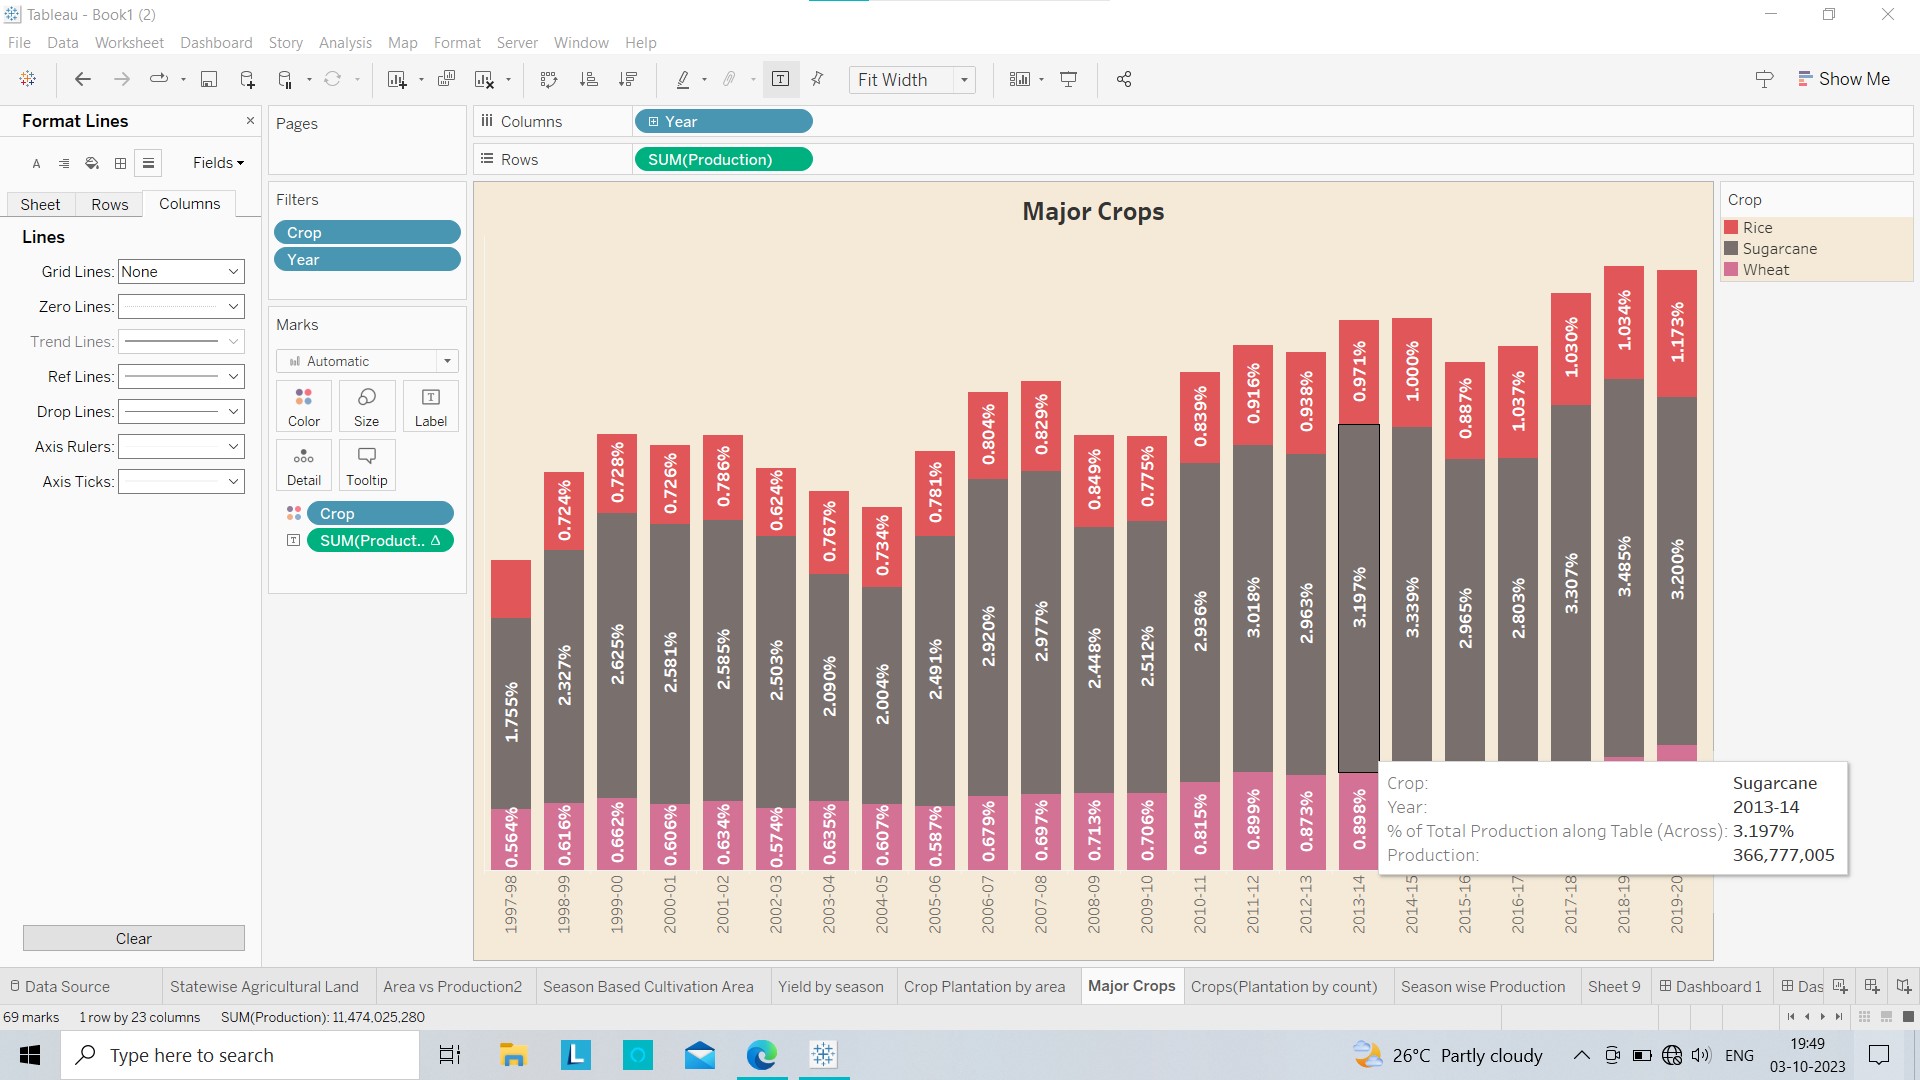 Tableau - Book1 (2)
File Data Worksheet Dashboard Story Analysis Map Format Server Window Help
Fit Width
Show Me
Format Lines
Fields
Sheet Rows Columns
Lines
Grid Lines: None
Zero Lines:
Trend Lines:
Ref Lines:
Drop Lines:
Axis Rulers:
Axis Ticks:
Clear
Pages
Filters
Crop
Year
Marks
Automatic
Color Size Label
Detail Tooltip
Crop
SUM(Product.. Δ
Columns Year
Rows SUM(Production)
Major Crops
0.724% 0.728% 0.726% 0.786% 0.624% 0.767% 0.734% 0.781% 0.804% 0.829% 0.849% 0.775% 0.839% 0.916% 0.938% 0.971% 1.000% 0.887% 1.037% 1.030% 1.034% 1.173%
1.755% 2.327% 2.625% 2.581% 2.585% 2.503% 2.090% 2.004% 2.491% 2.920% 2.977% 2.448% 2.512% 2.936% 3.018% 2.963% 3.197% 3.339% 2.965% 2.803% 3.307% 3.485% 3.200%
0.564% 0.616% 0.662% 0.606% 0.634% 0.574% 0.635% 0.607% 0.587% 0.679% 0.697% 0.713% 0.706% 0.815% 0.899% 0.873% 0.898%
1997-98 1998-99 1999-00 2000-01 2001-02 2002-03 2003-04 2004-05 2005-06 2006-07 2007-08 2008-09 2009-10 2010-11 2011-12 2012-13 2013-14 2014-15 2015-16 2016-17 2017-18 2018-19 2019-20
Crop: Sugarcane
Year: 2013-14
% of Total Production along Table (Across): 3.197%
Production: 366,777,005
Crop
Rice
Sugarcane
Wheat
Data Source Statewise Agricultural Land Area vs Production2 Season Based Cultivation Area Yield by season Crop Plantation by area Major Crops Crops(Plantation by count) Season wise Production Sheet 9 Dashboard 1 Das
69 marks 1 row by 23 columns SUM(Production): 11,474,025,280
Type here to search
26°C Partly cloudy
ENG
19:49
03-10-2023